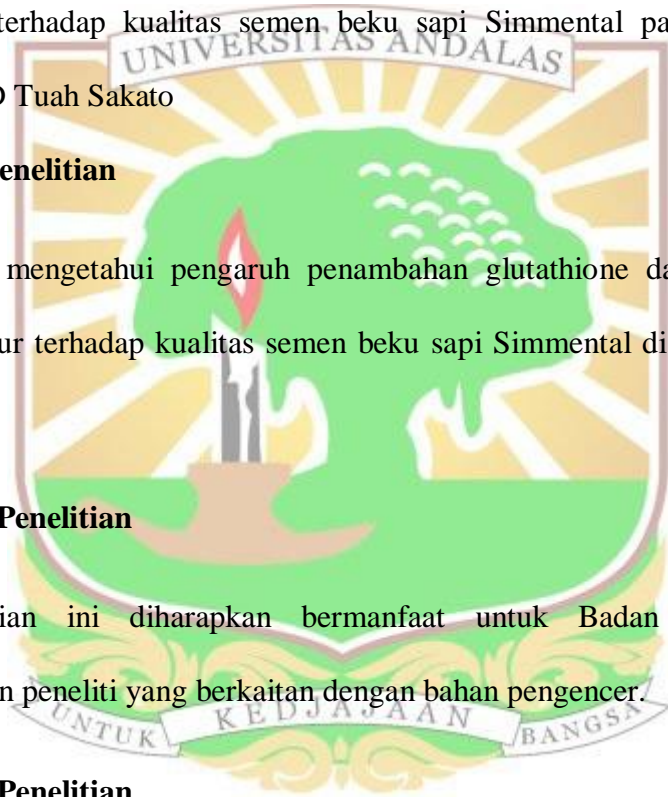 terhadap kualitas semen beku sapi Simmental pa
UNIVERSITAS ANDALAS
Tuah Sakato
enelitian
mengetahui pengaruh penambahan glutathione da
ur terhadap kualitas semen beku sapi Simmental di
Penelitian
ian ini diharapkan bermanfaat untuk Badan
n peneliti yang berkaitan dengan bahan pengencer.
UNTUK KEDJAJAAN BANGSA
Penelitian